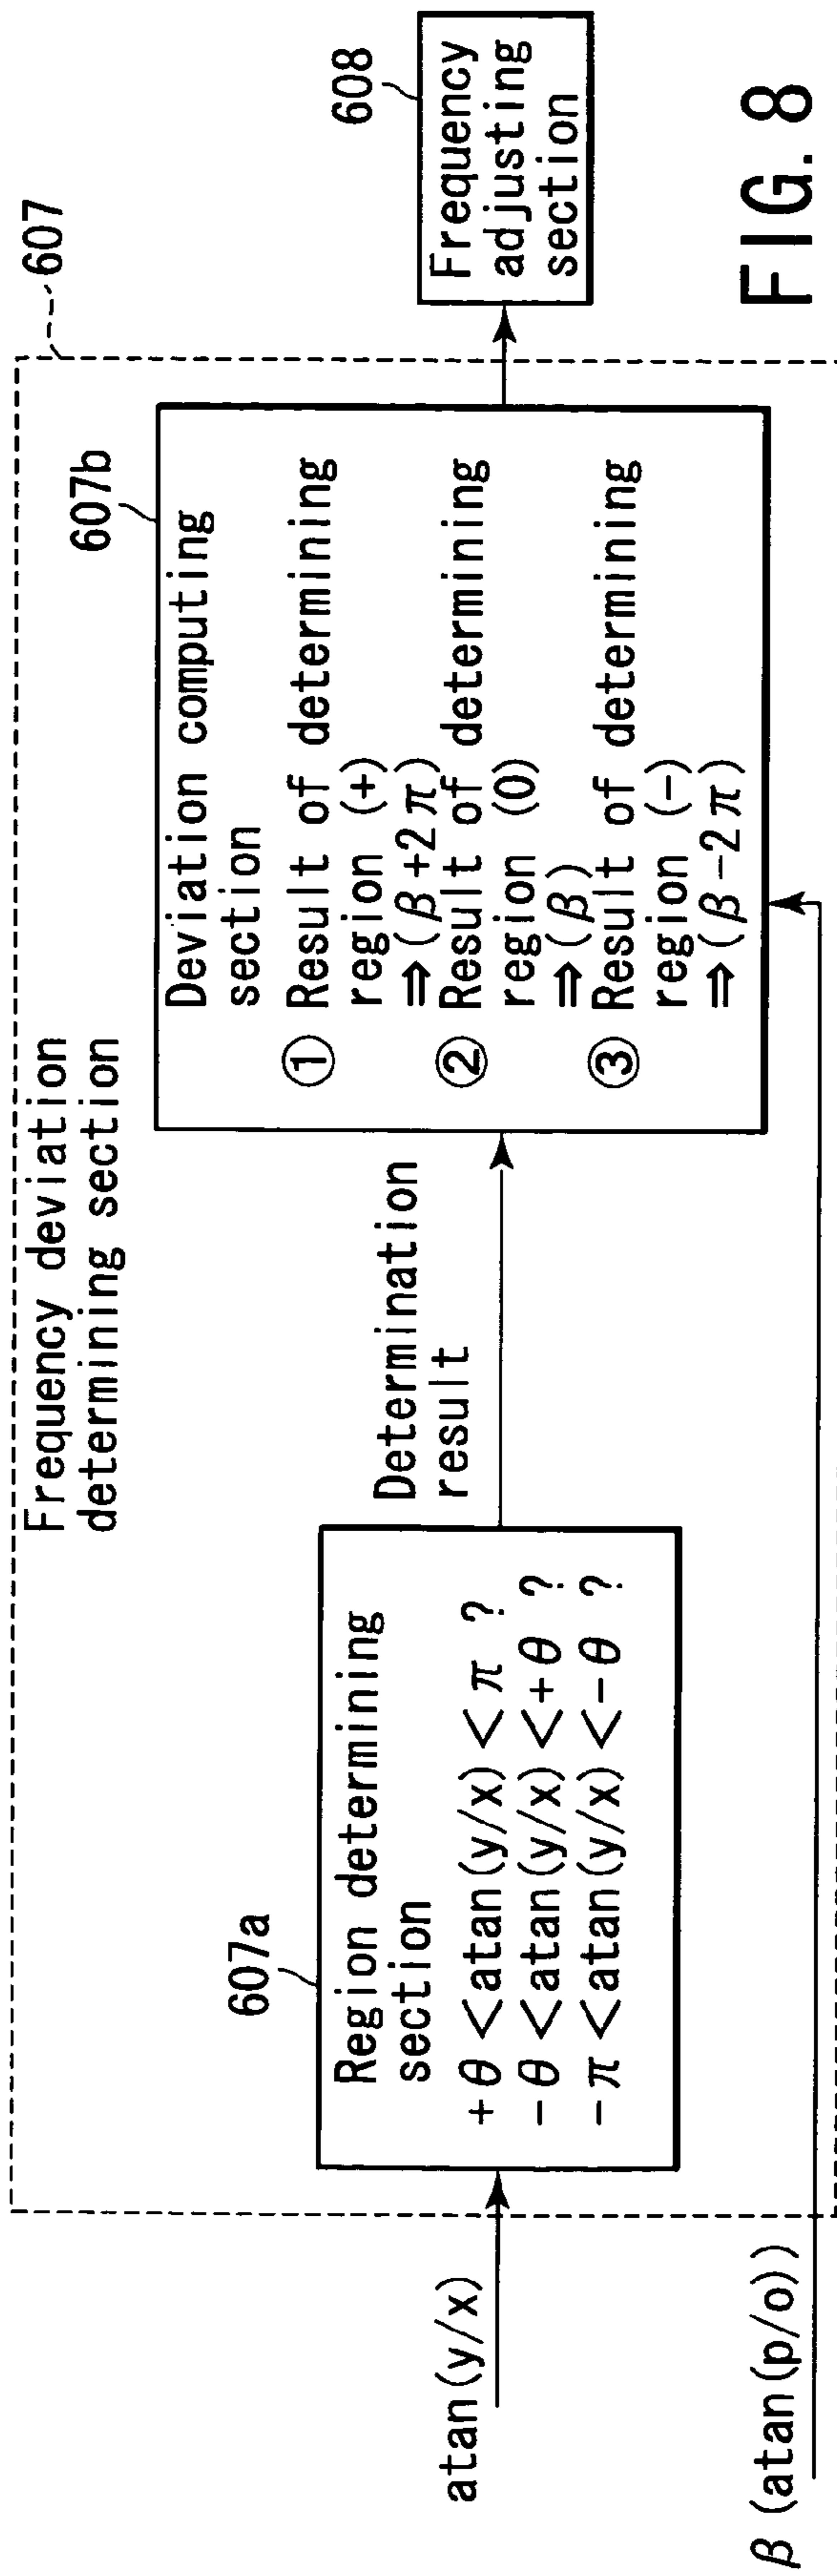 Frequency deviation
determining section
607
atan(y/x)
607a
Region determining
section
+θ<atan(y/x)<π ?
-θ<atan(y/x)<+θ ?
-π<atan(y/x)<-θ ?
Determination
result
607b
Deviation computing
section
① Result of determining
region (+)
⇒(β+2π)
② Result of determining
region (0)
⇒(β)
③ Result of determining
region (-)
⇒(β-2π)
608
Frequency
adjusting
section
β (atan(p/o))
FIG. 8